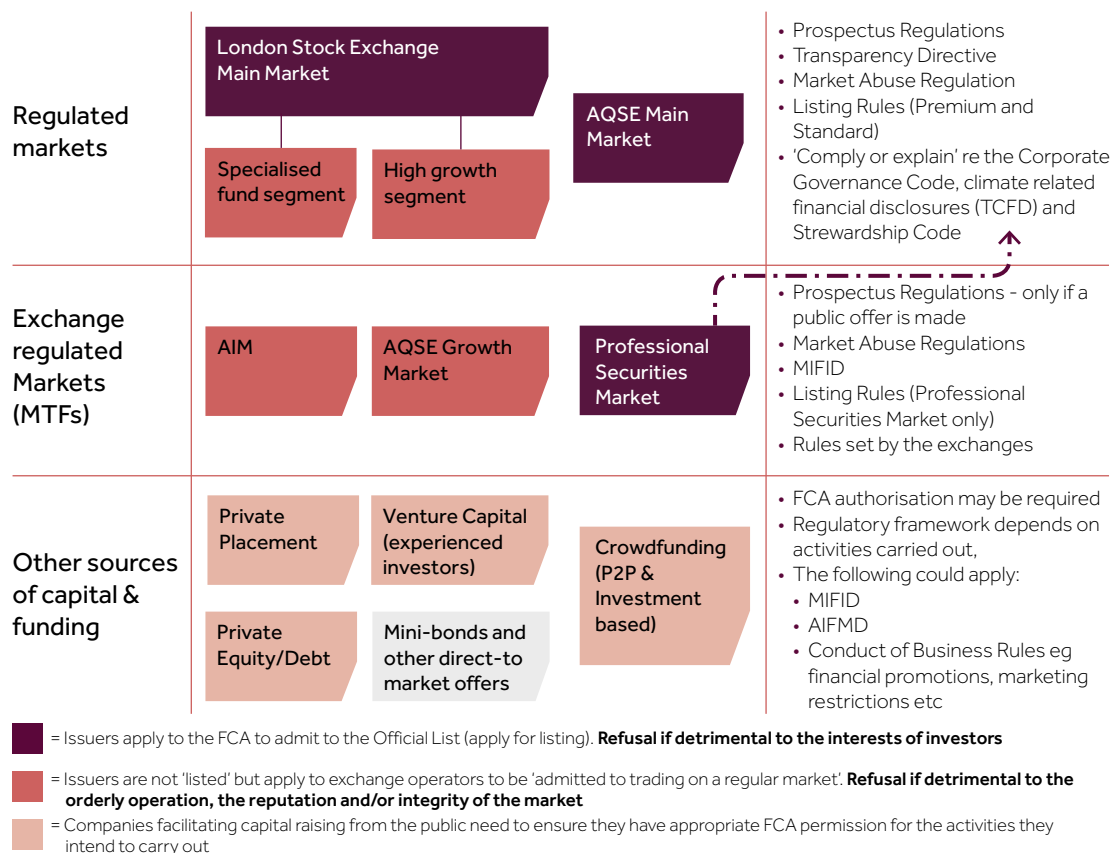 Regulated
markets
London Stock Exchange
Main Market
Specialised
fund segment
High growth
segment
AQSE Main
Market
• Prospectus Regulations
• Transparency Directive
• Market Abuse Regulation
• Listing Rules (Premium and
Standard)
• ‘Comply or explain’ re the Corporate
Governance Code, climate related
financial disclosures (TCFD) and
Strewardship Code
Exchange
regulated
Markets
(MTFs)
AIM
AQSE Growth
Market
Professional
Securities
Market
• Prospectus Regulations - only if a
public offer is made
• Market Abuse Regulations
• MIFID
• Listing Rules (Professional
Securities Market only)
• Rules set by the exchanges
Other sources
of capital &
funding
Private
Placement
Venture Capital
(experienced
investors)
Private
Equity/Debt
Mini-bonds and
other direct-to
market offers
Crowdfunding
(P2P &
Investment
based)
• FCA authorisation may be required
• Regulatory framework depends on
activities carried out,
• The following could apply:
• MIFID
• AIFMD
• Conduct of Business Rules eg
financial promotions, marketing
restrictions etc
= Issuers apply to the FCA to admit to the Official List (apply for listing). Refusal if detrimental to the interests of investors
= Issuers are not ‘listed’ but apply to exchange operators to be ‘admitted to trading on a regular market’. Refusal if detrimental to the
orderly operation, the reputation and/or integrity of the market
= Companies facilitating capital raising from the public need to ensure they have appropriate FCA permission for the activities they
intend to carry out